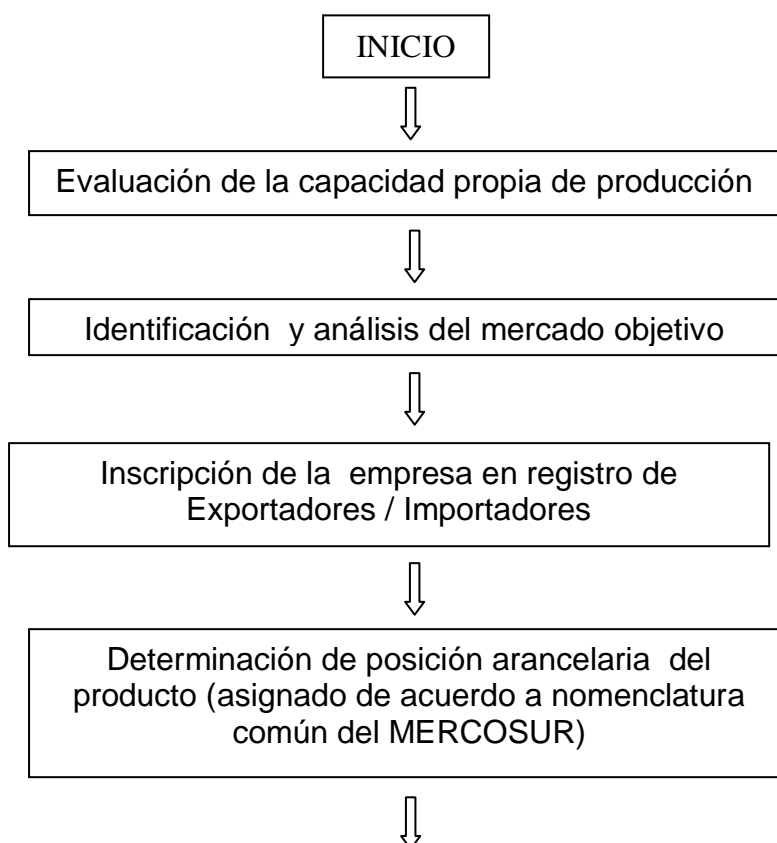 INICIO
Evaluación de la capacidad propia de producción
Identificación y análisis del mercado objetivo
Inscripción de la empresa en registro de
Exportadores / Importadores
Determinación de posición arancelaria del
producto (asignado de acuerdo a nomenclatura
común del MERCOSUR)